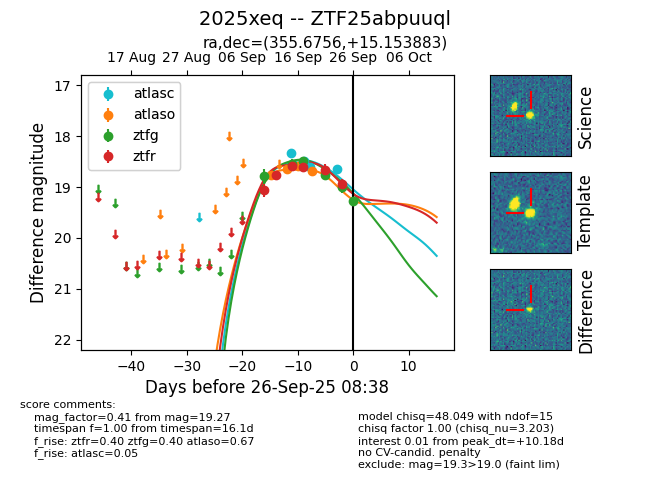 2025xeq -- ZTF25abpuuql
ra,dec=(355.6756,+15.153883)
17 Aug 27 Aug 06 Sep 16 Sep 26 Sep 06 Oct
17
18
19
20
21
22
Difference magnitude
atlasc
atlaso
ztfg
ztfr
−40
−30
−20
−10
0
10
Days before 26-Sep-25 08:38
Science
Template
Difference
score comments:
mag_factor=0.41 from mag=19.27
timespan f=1.00 from timespan=16.1d
f_rise: ztfr=0.40 ztfg=0.40 atlaso=0.67
f_rise: atlasc=0.05
model chisq=48.049 with ndof=15
chisq factor 1.00 (chisq_nu=3.203)
interest 0.01 from peak_dt=+10.18d
no CV-candid. penalty
exclude: mag=19.3>19.0 (faint lim)